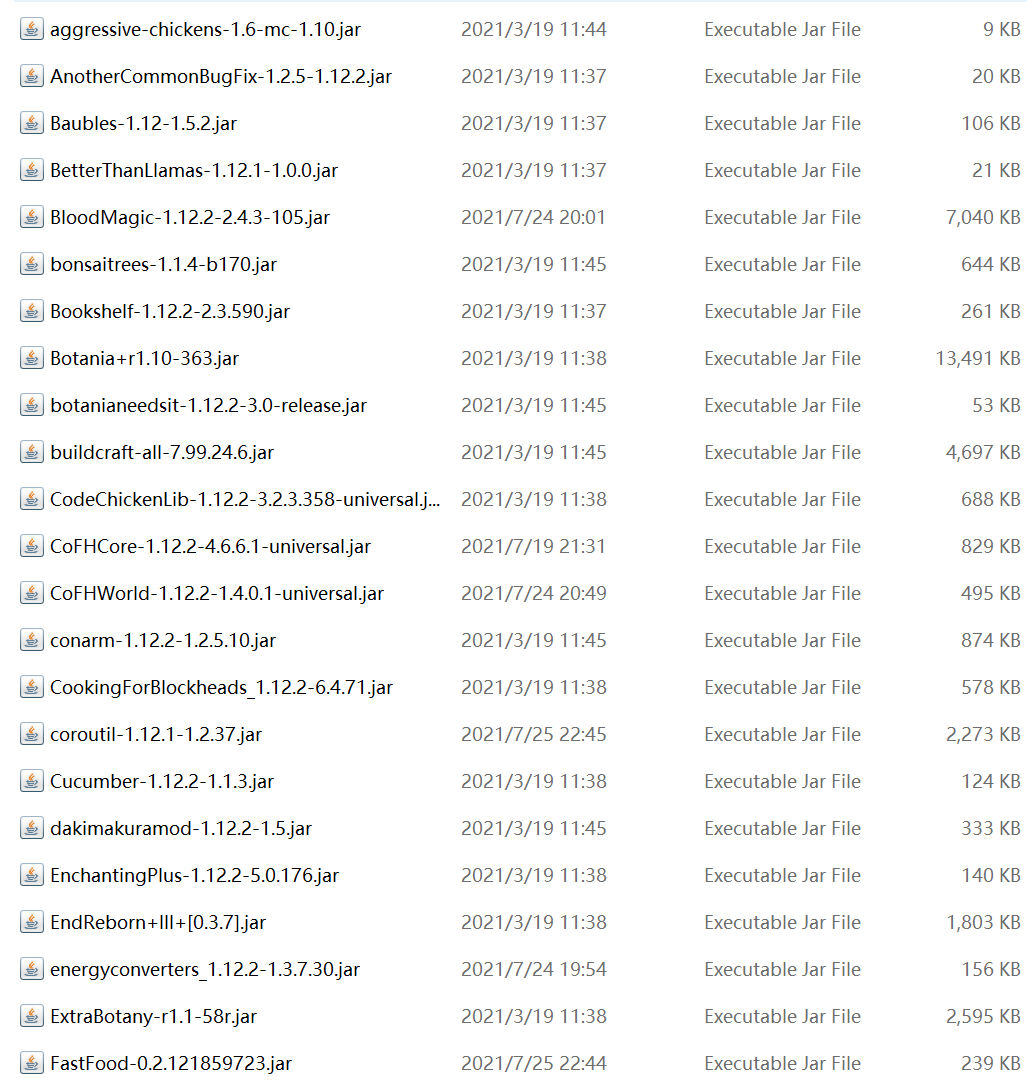 aggressive-chickens-1.6-mc-1.10.jar 2021/3/19 11:44 Executable Jar File 9 KB
AnotherCommonBugFix-1.2.5-1.12.2.jar 2021/3/19 11:37 Executable Jar File 20 KB
Baubles-1.12-1.5.2.jar 2021/3/19 11:37 Executable Jar File 106 KB
BetterThanLlamas-1.12.1-1.0.0.jar 2021/3/19 11:37 Executable Jar File 21 KB
BloodMagic-1.12.2-2.4.3-105.jar 2021/7/24 20:01 Executable Jar File 7,040 KB
bonsaitrees-1.1.4-b170.jar 2021/3/19 11:45 Executable Jar File 644 KB
Bookshelf-1.12.2-2.3.590.jar 2021/3/19 11:37 Executable Jar File 261 KB
Botania+r1.10-363.jar 2021/3/19 11:38 Executable Jar File 13,491 KB
botanianeedsit-1.12.2-3.0-release.jar 2021/3/19 11:45 Executable Jar File 53 KB
buildcraft-all-7.99.24.6.jar 2021/3/19 11:45 Executable Jar File 4,697 KB
CodeChickenLib-1.12.2-3.2.3.358-universal.j... 2021/3/19 11:38 Executable Jar File 688 KB
CoFHCore-1.12.2-4.6.6.1-universal.jar 2021/7/19 21:31 Executable Jar File 829 KB
CoFHWorld-1.12.2-1.4.0.1-universal.jar 2021/7/24 20:49 Executable Jar File 495 KB
conarm-1.12.2-1.2.5.10.jar 2021/3/19 11:45 Executable Jar File 874 KB
CookingForBlockheads_1.12.2-6.4.71.jar 2021/3/19 11:38 Executable Jar File 578 KB
coroutil-1.12.1-1.2.37.jar 2021/7/25 22:45 Executable Jar File 2,273 KB
Cucumber-1.12.2-1.1.3.jar 2021/3/19 11:38 Executable Jar File 124 KB
dakimakuramod-1.12.2-1.5.jar 2021/3/19 11:45 Executable Jar File 333 KB
EnchantingPlus-1.12.2-5.0.176.jar 2021/3/19 11:38 Executable Jar File 140 KB
EndReborn+III+[0.3.7].jar 2021/3/19 11:38 Executable Jar File 1,803 KB
energyconverters_1.12.2-1.3.7.30.jar 2021/7/24 19:54 Executable Jar File 156 KB
ExtraBotany-r1.1-58r.jar 2021/3/19 11:38 Executable Jar File 2,595 KB
FastFood-0.2.121859723.jar 2021/7/25 22:44 Executable Jar File 239 KB